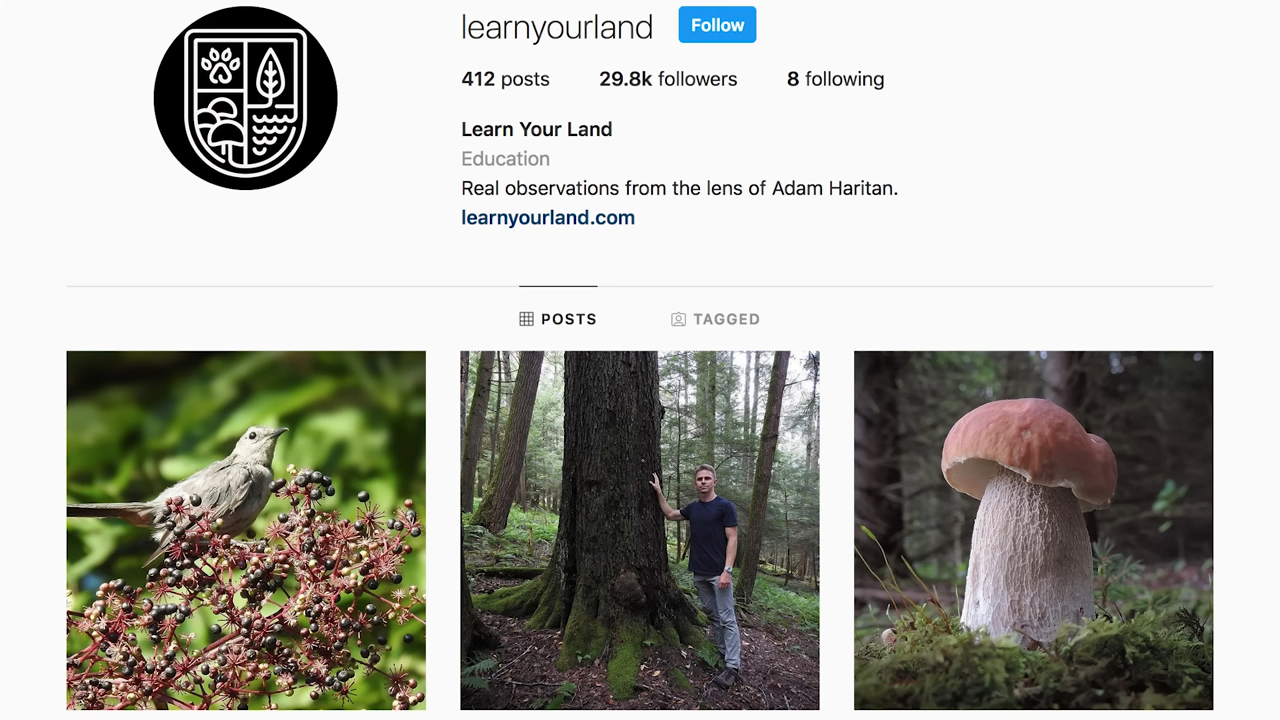 learnyourland Follow
412 posts 29.8k followers 8 following
Learn Your Land
Education
Real observations from the lens of Adam Haritan.
learnyourland.com
POSTS TAGGED